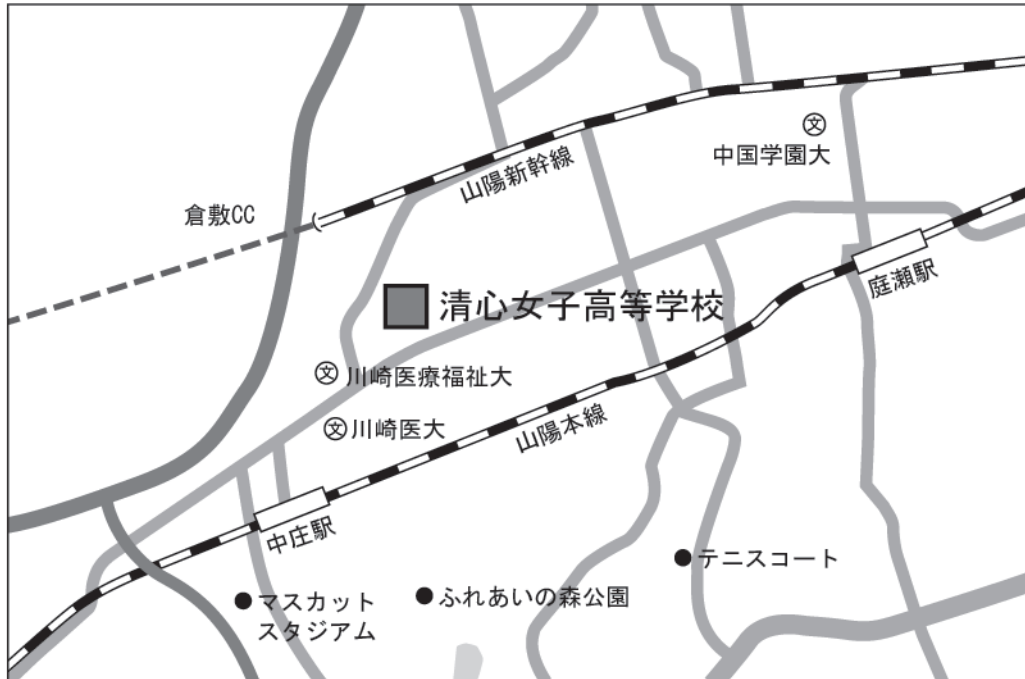 文
中国学園大
山陽新幹線
倉敷CC
庭瀬駅
清心女子高等学校
文 川崎医療福祉大
文 川崎医大
山陽本線
中庄駅
テニスコート
マスカット
スタジアム
ふれあいの森公園